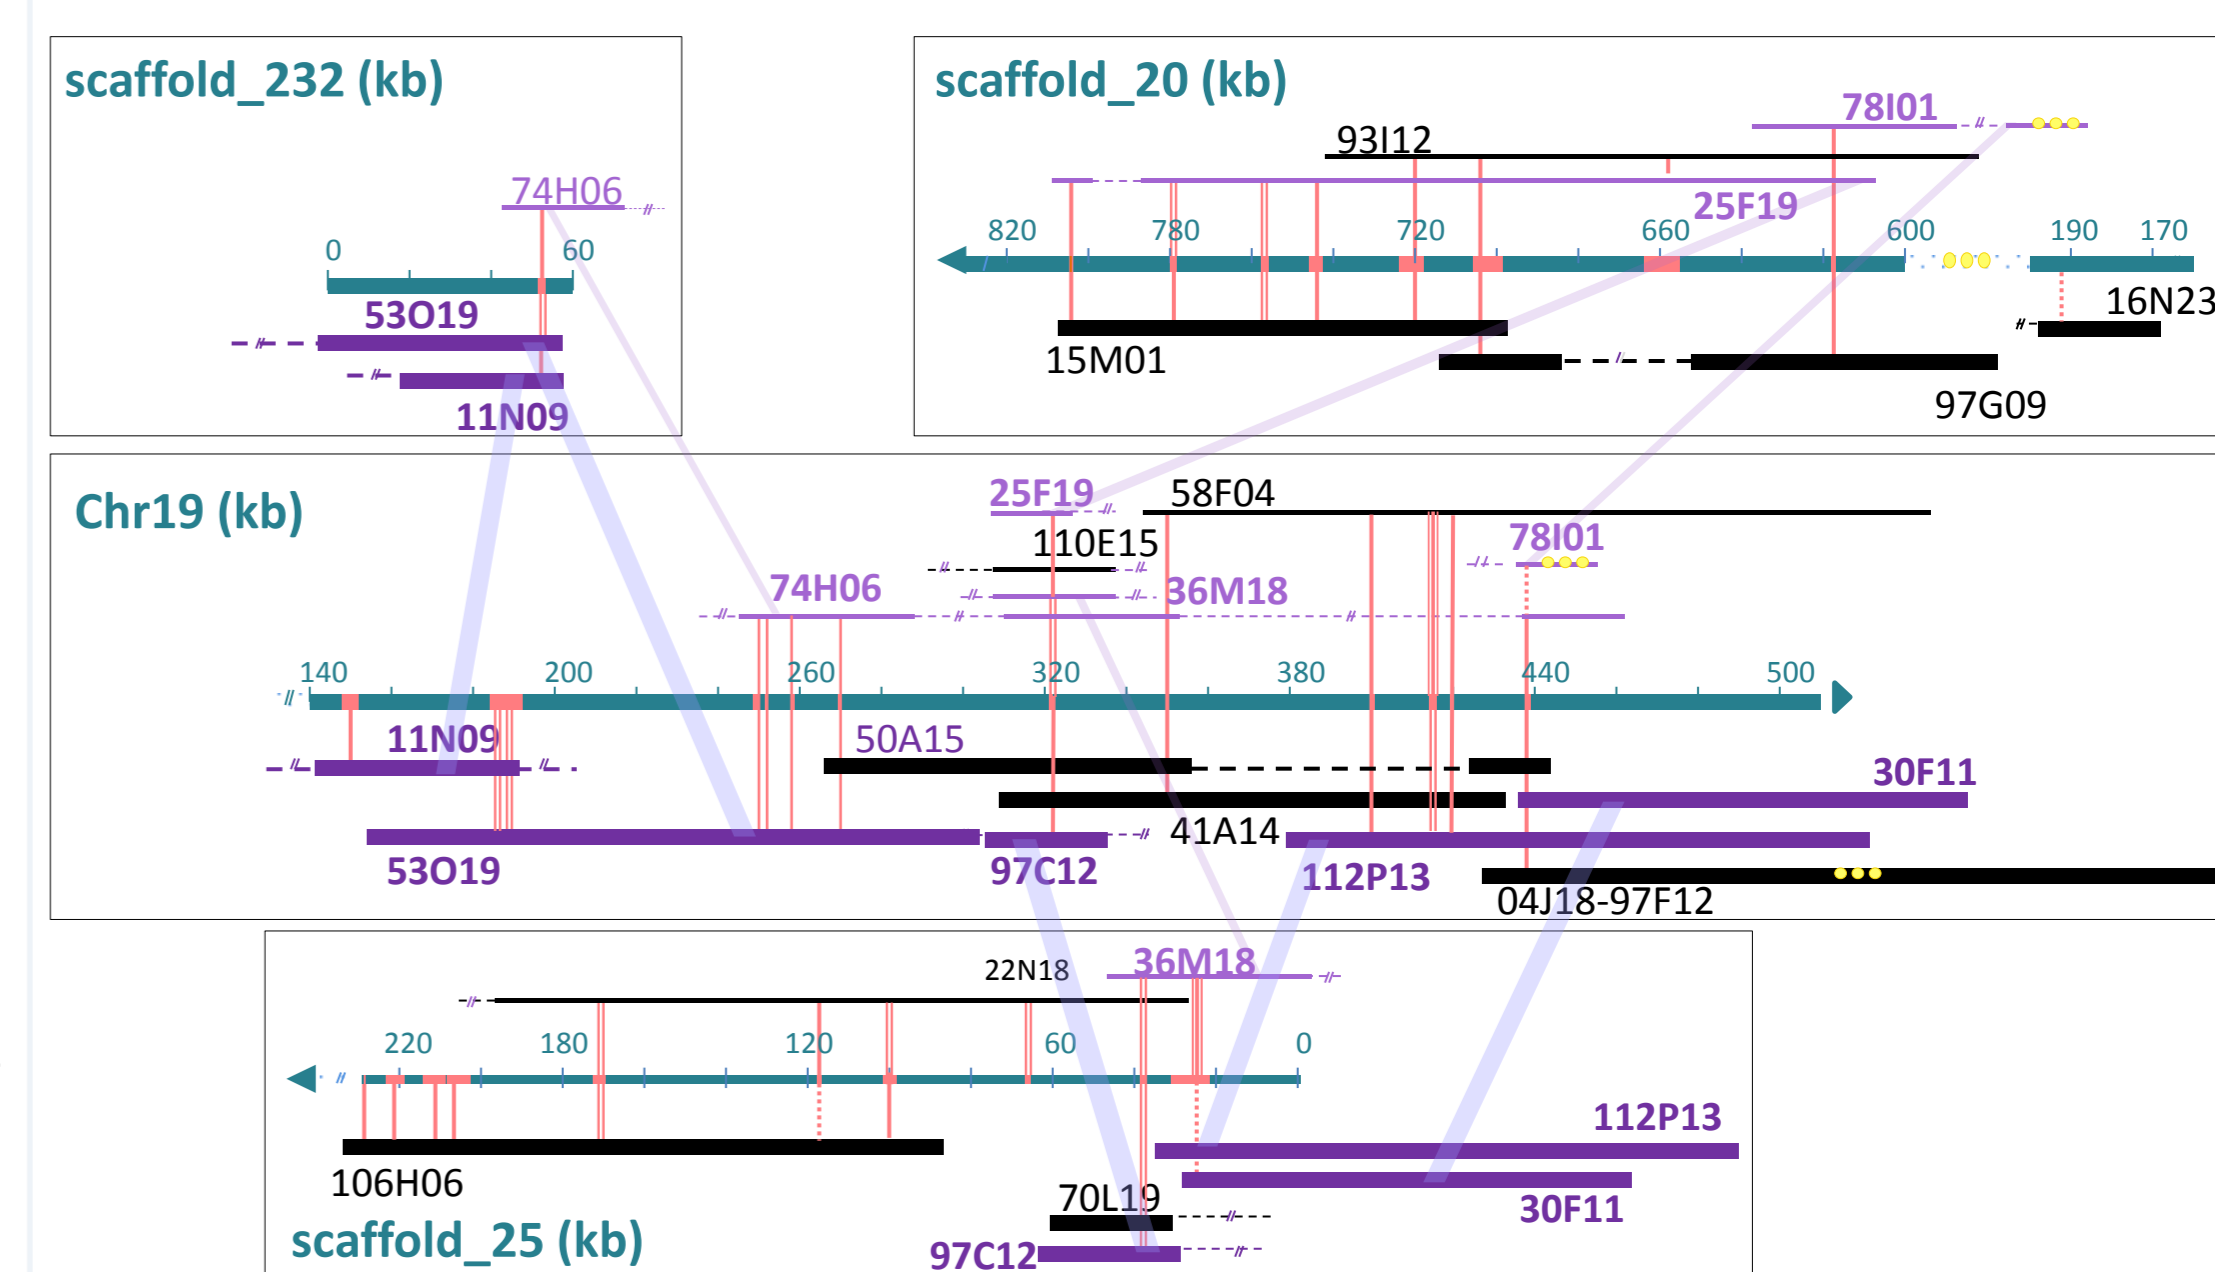 scaffold_232 (kb)
74H06
0 60
53O19
11N09
scaffold_20 (kb)
78I01
93I12
25F19
820 780 720 660 600 190 170
16N23
15M01
97G09
Chr19 (kb)
25F19 58F04
110E15 78I01
74H06 36M18
140 200 260 320 380 440 500
11N09 50A15
30F11
41A14
53O19 97C12 112P13
04J18-97F12
22N18 36M18
220 180 120 60 0
112P13
106H06
70L19 30F11
scaffold_25 (kb)
97C12